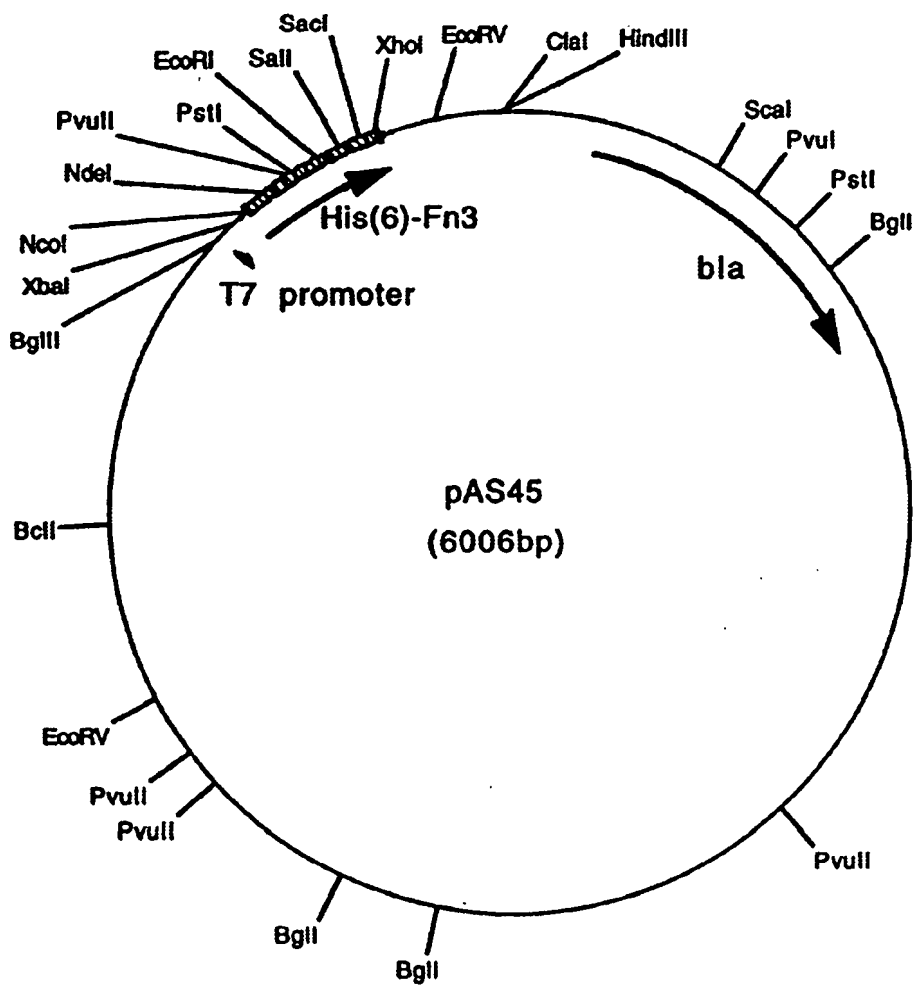 SacI
XhoI
EcoRV
ClaI
HindIII
EcoRI
SalI
ScaI
PvuII
PstI
PvuI
NdeI
PstI
His(6)-Fn3
BglI
NcoI
bla
XbaI
T7 promoter
BglII
pAS45
(6006bp)
BclI
EcoRV
PvuII
PvuII
PvuII
BglI
BglI